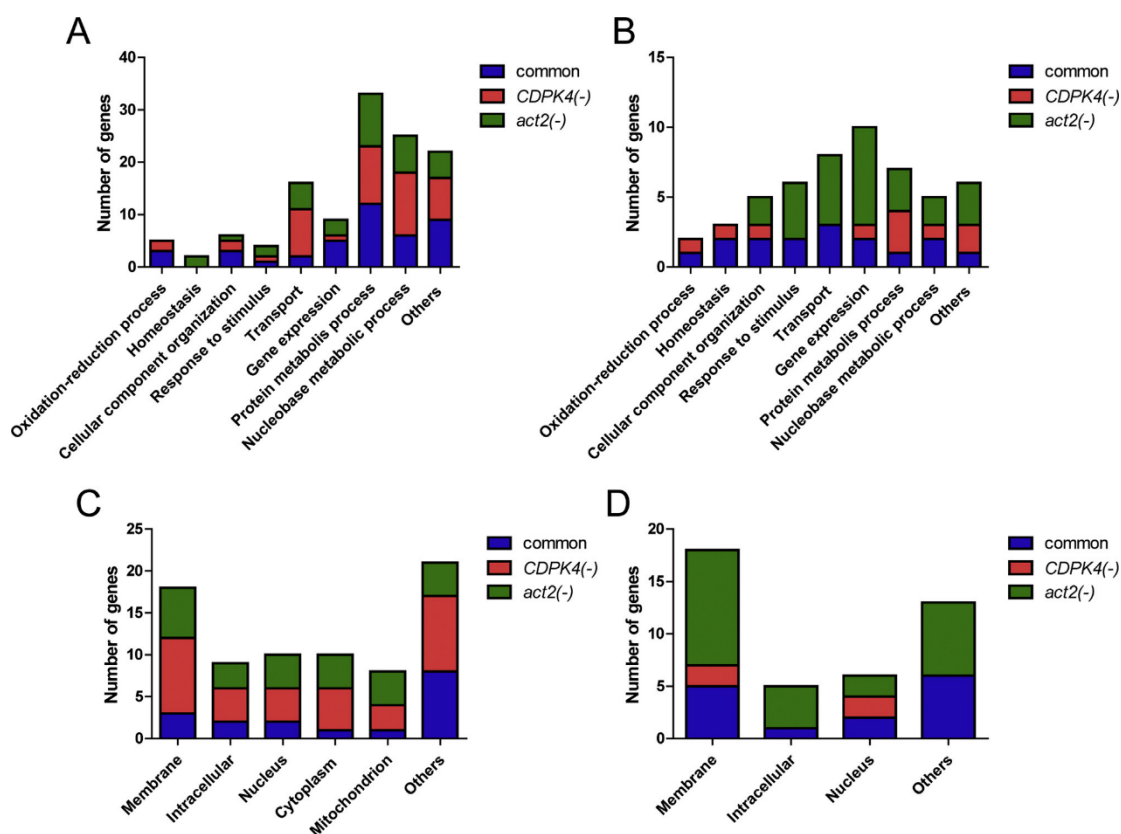 A
Number of genes
40
30
20
10
0
Oxidation-reduction process
Homeostasis
Cellular component organization
Response to stimulus
Transport
Gene expression
Protein metabolis process
Nucleobase metabolic process
Others
common
CDPK4(-)
act2(-)
B
Number of genes
15
10
5
0
Oxidation-reduction process
Homeostasis
Cellular component organization
Response to stimulus
Transport
Gene expression
Protein metabolis process
Nucleobase metabolic process
Others
common
CDPK4(-)
act2(-)
C
Number of genes
25
20
15
10
5
0
Membrane
Intracellular
Nucleus
Cytoplasm
Mitochondrion
Others
common
CDPK4(-)
act2(-)
D
Number of genes
20
15
10
5
0
Membrane
Intracellular
Nucleus
Others
common
CDPK4(-)
act2(-)